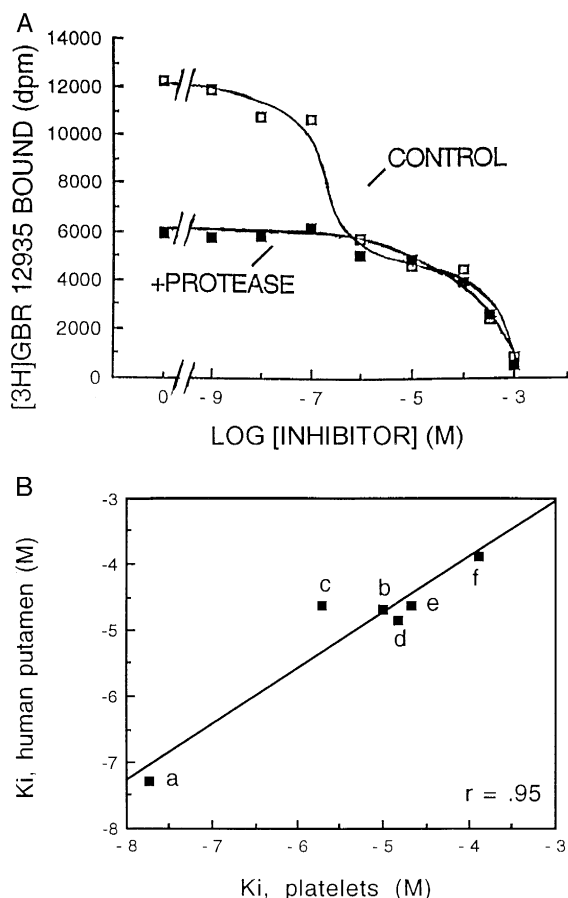 A
[3H]GBR 12935 BOUND (dpm)
14000
12000
10000
8000
6000
4000
2000
0
CONTROL
+PROTEASE
0 - 9 - 7 - 5 - 3
LOG [INHIBITOR] (M)
B
Ki, human putamen (M)
-3
-4
-5
-6
-7
-8
a
c
b
d
e
f
r = .95
- 8 - 7 - 6 - 5 - 4 - 3
Ki, platelets (M)